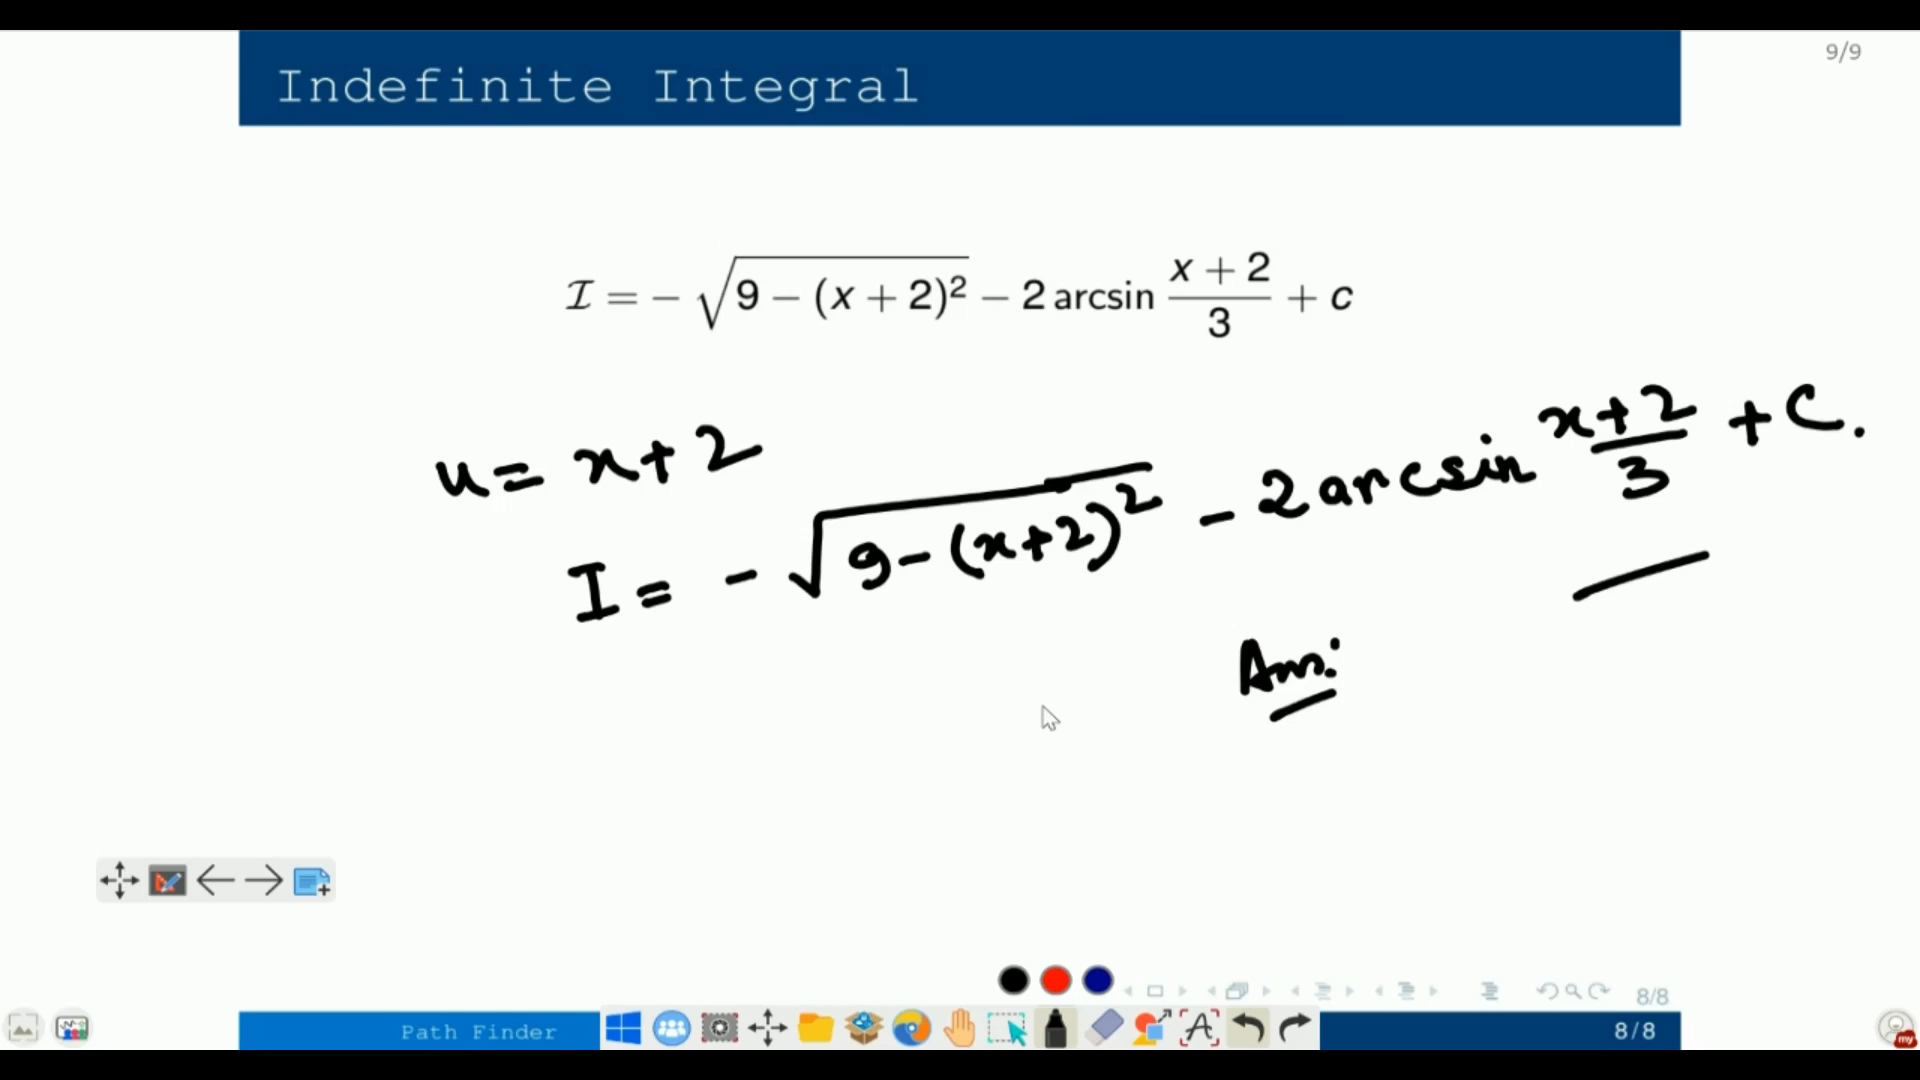 9/9
Indefinite Integral
I = − √9 − (x + 2)² − 2 arcsin (x + 2)/3 + c
u = x + 2
I = − √9 − (x + 2)² − 2 arcsin (x + 2)/3 + C.
Ans:
8/8
Path Finder
8/8
my